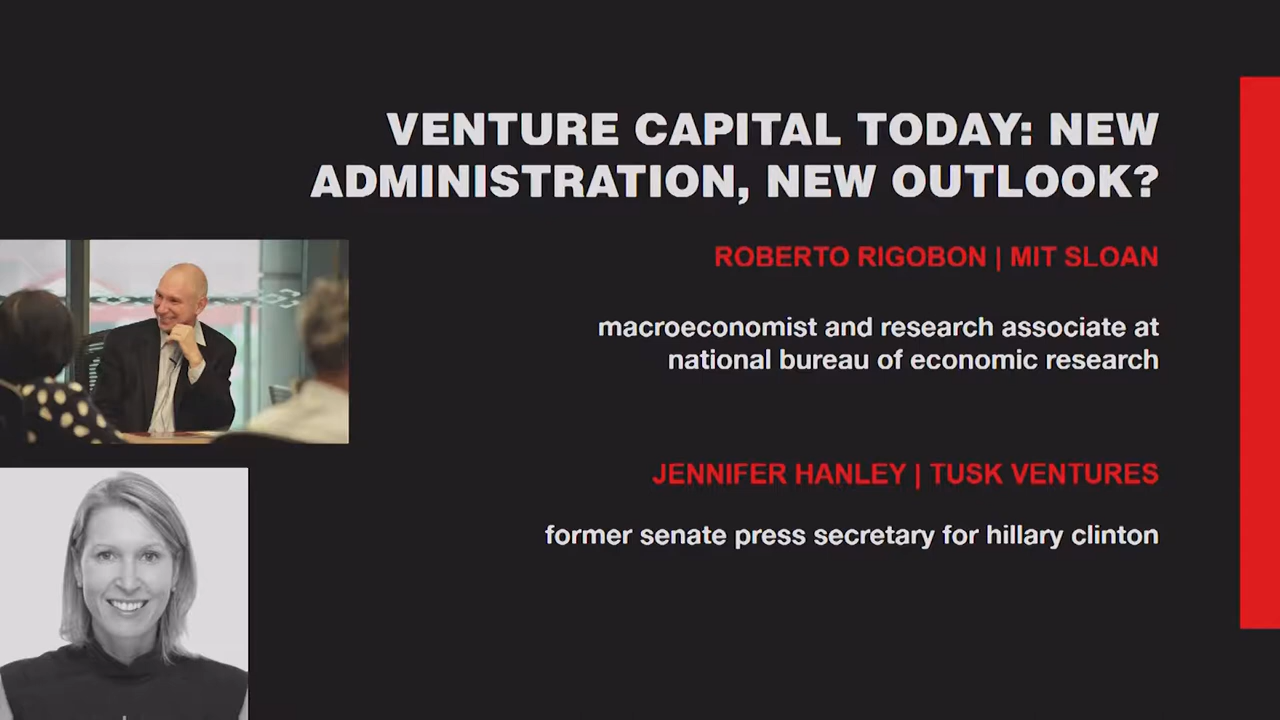 VENTURE CAPITAL TODAY: NEW
ADMINISTRATION, NEW OUTLOOK?
ROBERTO RIGOBON | MIT SLOAN
macroeconomist and research associate at
national bureau of economic research
JENNIFER HANLEY | TUSK VENTURES
former senate press secretary for hillary clinton